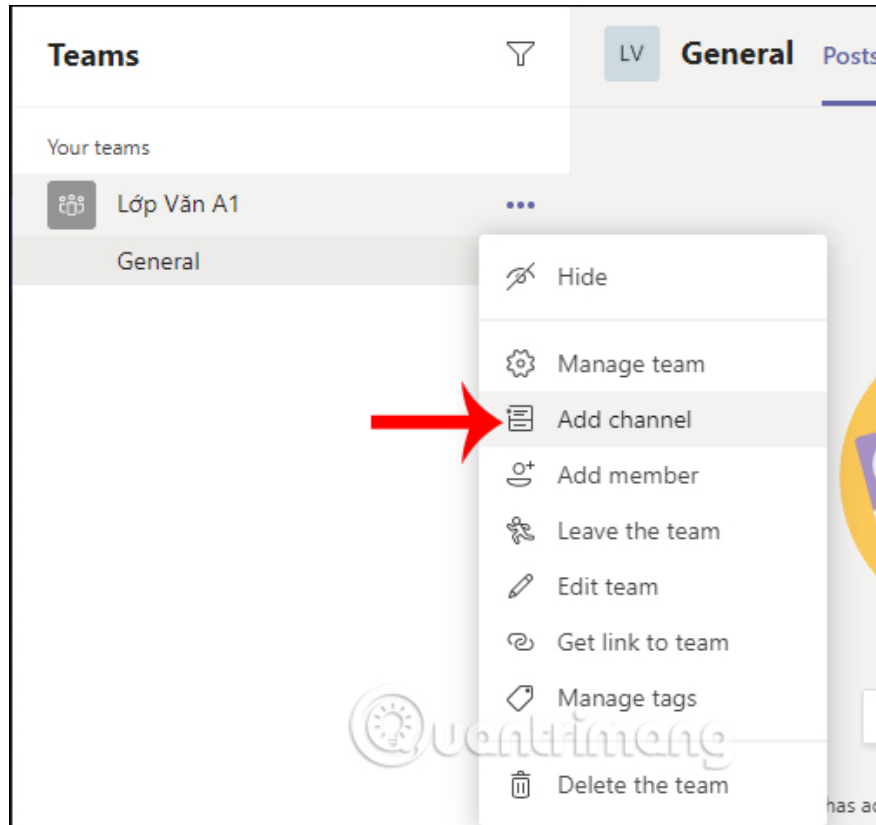 Teams
LV
General
Posts
Your teams
Lớp Văn A1
General
Hide
Manage team
Add channel
Add member
Leave the team
Edit team
Get link to team
Manage tags
Quantrimang
Delete the team
has